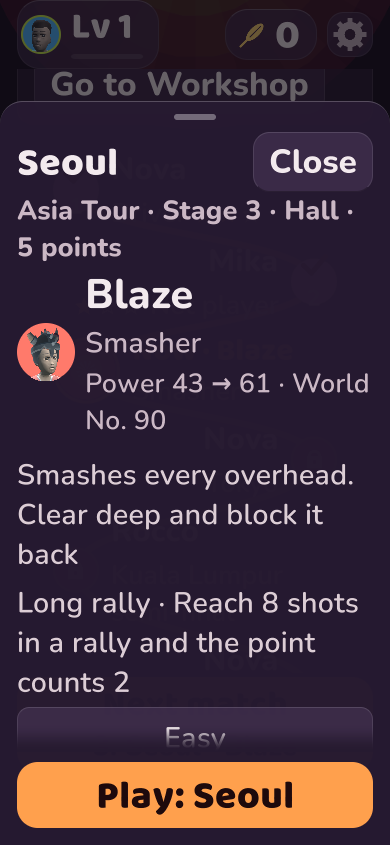 Lv 1
0
Go to Workshop
Seoul
Close
Asia Tour · Stage 3 · Hall ·
5 points
Blaze
Smasher
Power 43 → 61 · World
No. 90
Smashes every overhead.
Clear deep and block it
back
Long rally · Reach 8 shots
in a rally and the point
counts 2
Easy
Play: Seoul